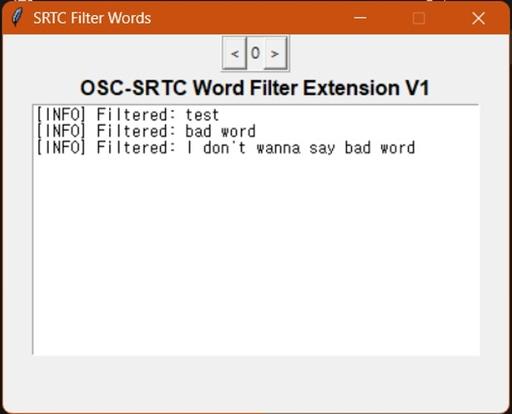 SRTC Filter Words
< 0 >
OSC-SRTC Word Filter Extension V1
[INFO] Filtered: test
[INFO] Filtered: bad word
[INFO] Filtered: I don't wanna say bad word